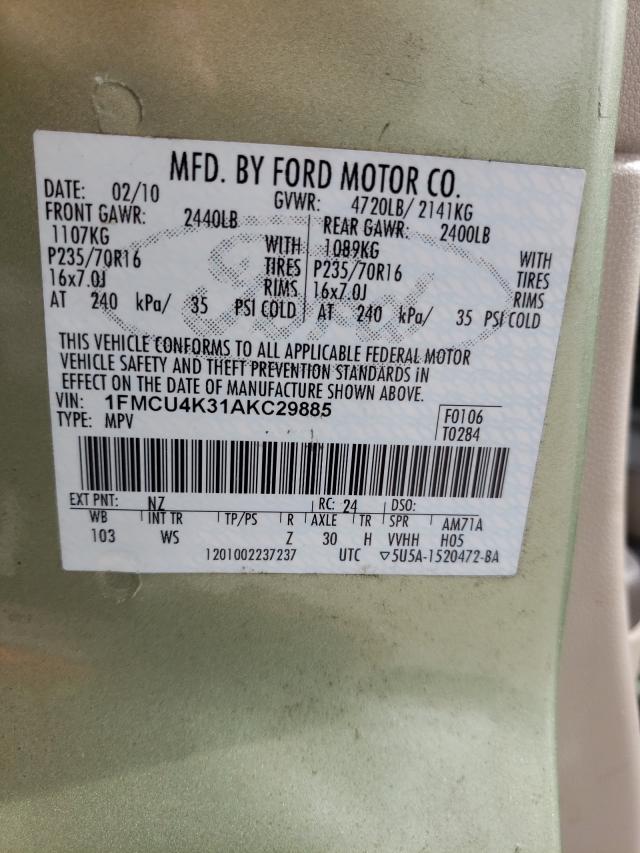 MFD. BY FORD MOTOR CO.
DATE: 02/10 GVWR: 4720LB/ 2141KG
FRONT GAWR: 2440LB REAR GAWR: 2400LB
1107KG WITH 1089KG WITH
P235/70R16 TIRES P235/70R16 TIRES
16x7.0J RIMS 16x7.0J RIMS
AT 240 kPa/ 35 PSI COLD AT 240 kPa/ 35 PSI COLD
Ford
THIS VEHICLE CONFORMS TO ALL APPLICABLE FEDERAL MOTOR
VEHICLE SAFETY AND THEFT PREVENTION STANDARDS IN
EFFECT ON THE DATE OF MANUFACTURE SHOWN ABOVE.
VIN: 1FMCU4K31AKC29885 F0106
TYPE: MPV T0284
EXT PNT: NZ RC: 24 DSO:
WB INT TR TP/PS R AXLE TR SPR AM71A
103 WS Z 30 H VVHH H05
1201002237237 UTC ▽5U5A-1520472-BA